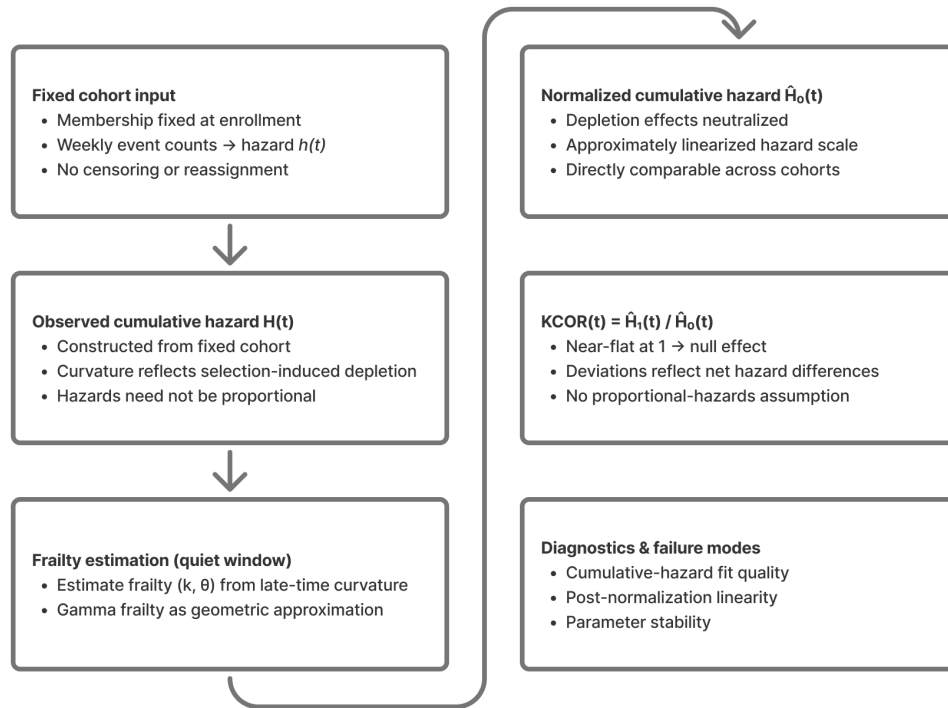 Fixed cohort input
• Membership fixed at enrollment
• Weekly event counts → hazard h(t)
• No censoring or reassignment
Observed cumulative hazard H(t)
• Constructed from fixed cohort
• Curvature reflects selection-induced depletion
• Hazards need not be proportional
Frailty estimation (quiet window)
• Estimate frailty (k, θ) from late-time curvature
• Gamma frailty as geometric approximation
Normalized cumulative hazard Ĥ₀(t)
• Depletion effects neutralized
• Approximately linearized hazard scale
• Directly comparable across cohorts
KCOR(t) = Ĥ₁(t) / Ĥ₀(t)
• Near-flat at 1 → null effect
• Deviations reflect net hazard differences
• No proportional-hazards assumption
Diagnostics & failure modes
• Cumulative-hazard fit quality
• Post-normalization linearity
• Parameter stability